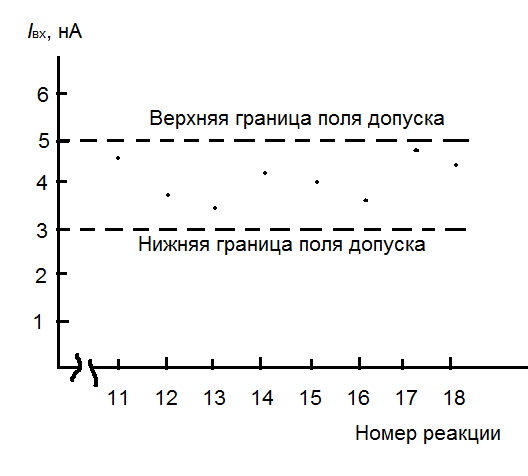 Iвх, нА
6
Верхняя граница поля допуска
5
4
3
Нижняя граница поля допуска
2
1
11 12 13 14 15 16 17 18
Номер реакции